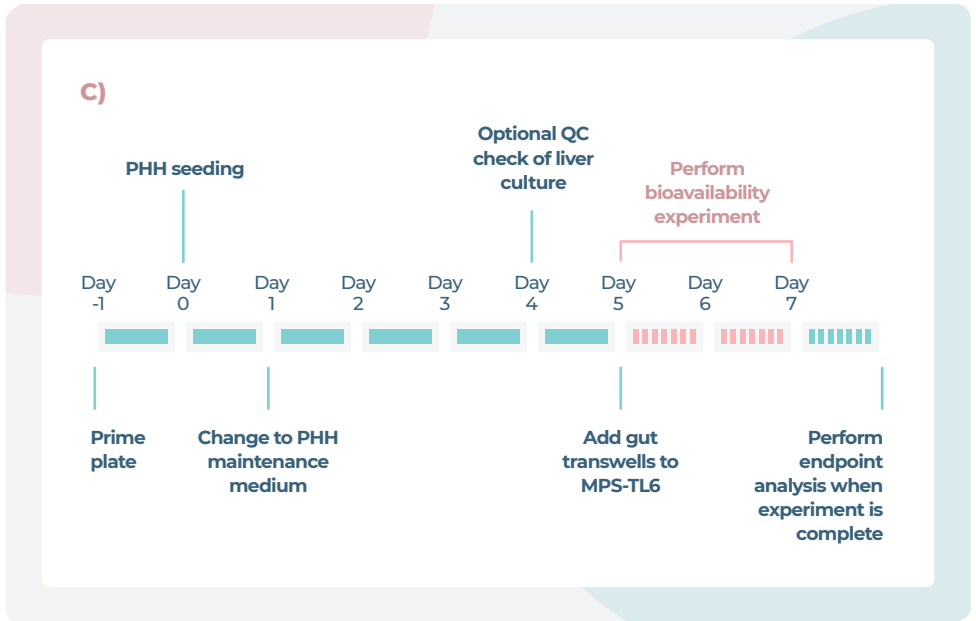 C)
PHH seeding
Optional QC
check of liver
culture
Perform
bioavailability
experiment
Day
-1
Day
0
Day
1
Day
2
Day
3
Day
4
Day
5
Day
6
Day
7
Prime
plate
Change to PHH
maintenance
medium
Add gut
transwells to
MPS-TL6
Perform
endpoint
analysis when
experiment is
complete